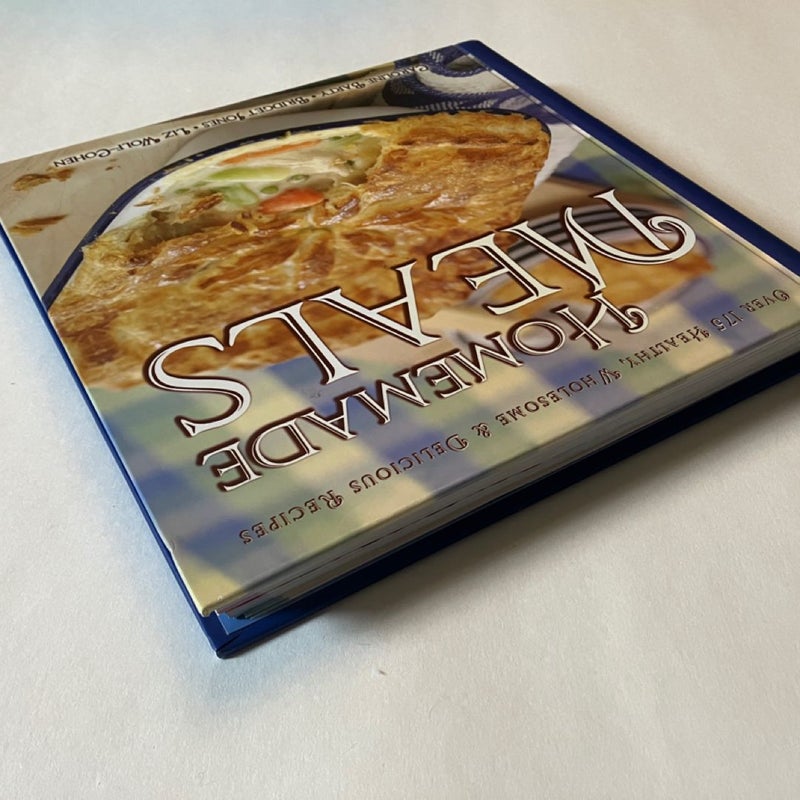 Over 175 Healthy, Wholesome & Delicious Recipes
Homemade
Meals
Caroline Barty • Bridget Jones • Liz Wolf-Cohen